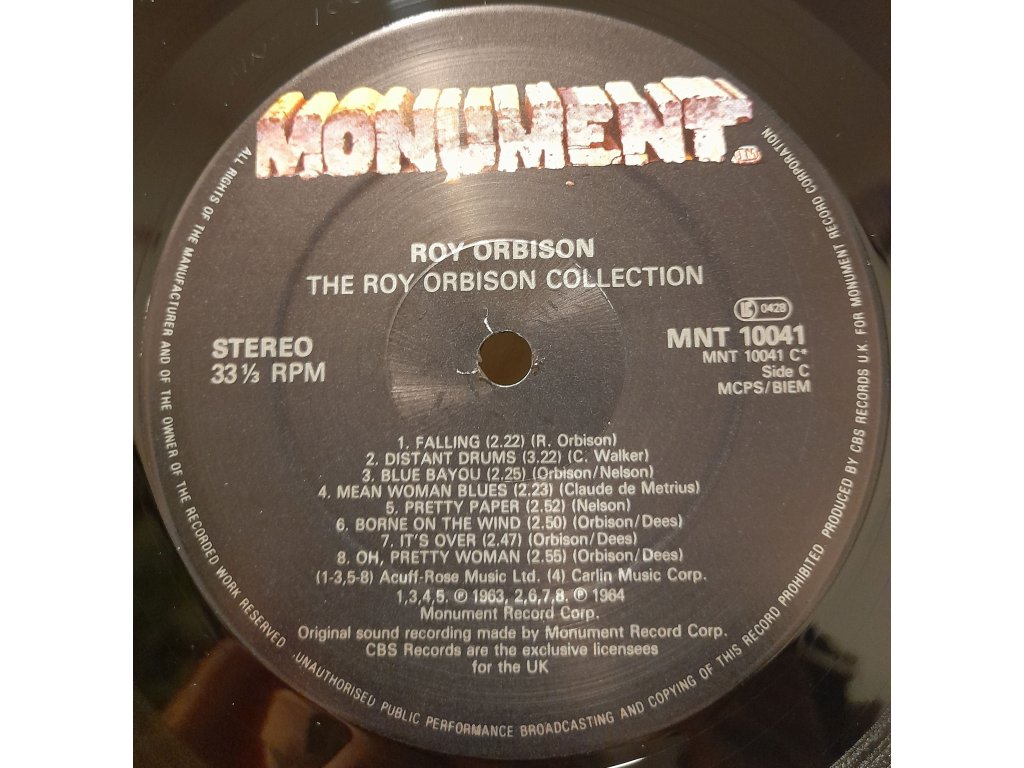 MONUMENT
ROY ORBISON
THE ROY ORBISON COLLECTION
STEREO
33 1/3 RPM
0428
MNT 10041
MNT 10041 C*
Side C
MCPS/BIEM
1. FALLING (2.22) (R. Orbison)
2. DISTANT DRUMS (3.22) (C. Walker)
3. BLUE BAYOU (2.25) (Orbison/Nelson)
4. MEAN WOMAN BLUES (2.23) (Claude de Metrius)
5. PRETTY PAPER (2.52) (Nelson)
6. BORNE ON THE WIND (2.50) (Orbison/Dees)
7. IT'S OVER (2.47) (Orbison/Dees)
8. OH, PRETTY WOMAN (2.55) (Orbison/Dees)
(1-3,5-8) Acuff-Rose Music Ltd. (4) Carlin Music Corp.
1,3,4,5. ℗ 1963, 2,6,7,8. ℗ 1964
Monument Record Corp.
Original sound recording made by Monument Record Corp.
CBS Records are the exclusive licensees
for the UK
ALL RIGHTS OF THE MANUFACTURER AND OF THE OWNER OF THE RECORDED WORK RESERVED .UNAUTHORISED PUBLIC PERFORMANCE BROADCASTING AND COPYING OF THIS RECORD PROHIBITED PRODUCED BY CBS RECORDS U.K. FOR MONUMENT RECORD CORPORATION